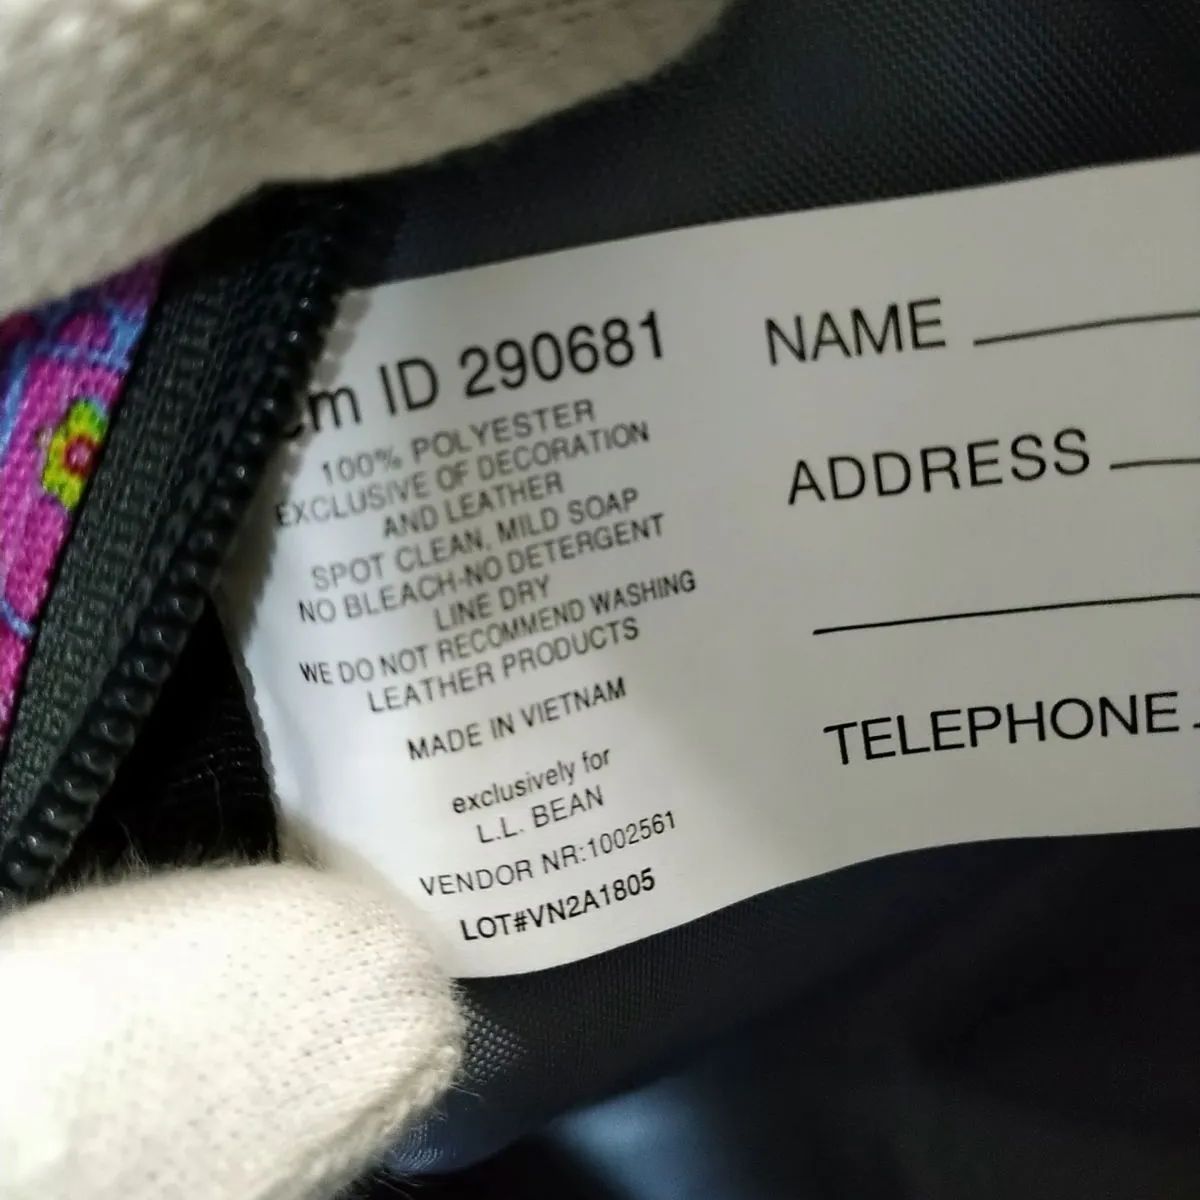 em ID 290681
100% POLYESTER
EXCLUSIVE OF DECORATION
AND LEATHER
SPOT CLEAN, MILD SOAP
NO BLEACH-NO DETERGENT
LINE DRY
WE DO NOT RECOMMEND WASHING
LEATHER PRODUCTS
MADE IN VIETNAM
exclusively for
L.L. BEAN
VENDOR NR:1002561
LOT#VN2A1805
NAME
ADDRESS
TELEPHONE